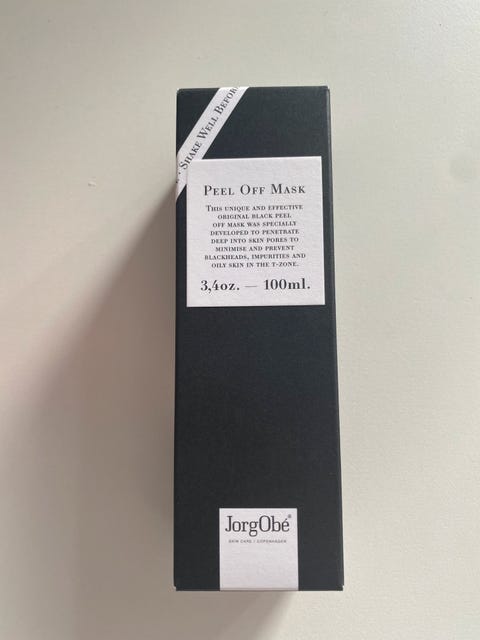 Shake Well Before
Peel Off Mask
This unique and effective
original black peel
off mask was specially
developed to penetrate
deep into skin pores to
minimise and prevent
blackheads, impurities and
oily skin in the T-zone.
3,4oz. — 100ml.
JorgObé®
SKIN CARE / COPENHAGEN